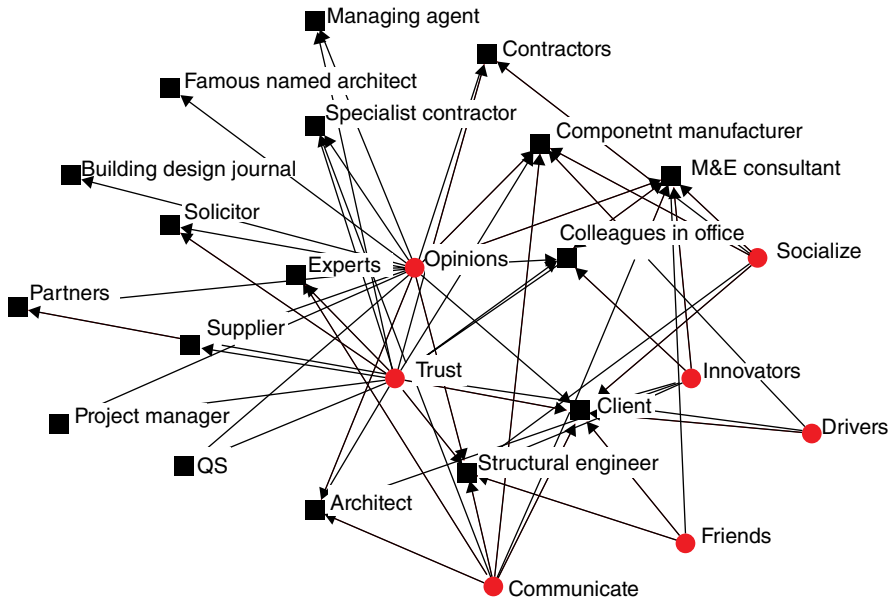 Managing agent
Contractors
Famous named architect
Specialist contractor
Componetnt manufacturer
Building design journal
M&E consultant
Solicitor
Colleagues in office
Socialize
Experts
Opinions
Partners
Supplier
Trust
Innovators
Project manager
Client
Drivers
QS
Structural engineer
Architect
Friends
Communicate